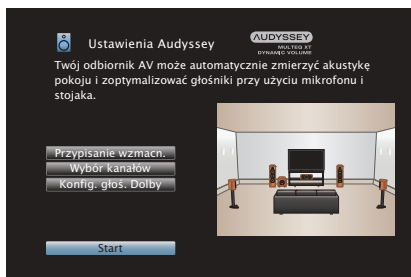 Ustawienia Audyssey
AUDYSSEY
MULTEQ XT
DYNAMIC VOLUME
Twój odbiornik AV może automatycznie zmierzyć akustykę
pokoju i zoptymalizować głośniki przy użyciu mikrofonu i
stojaka.
Przypisanie wzmacn.
Wybór kanałów
Konfig. głoś. Dolby
Start